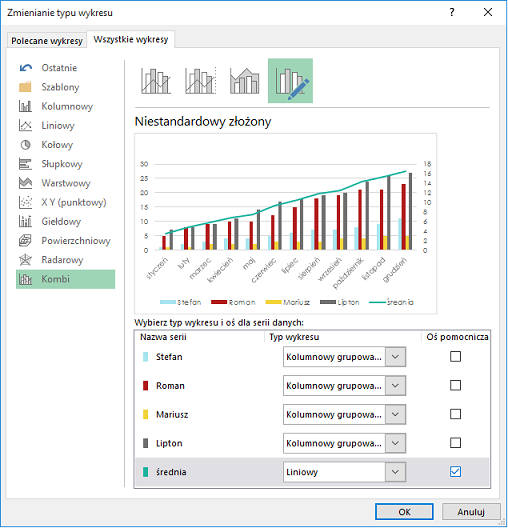 Zmienianie typu wykresu
?
Polecane wykresy Wszystkie wykresy
Ostatnie
Szablony
Kolumnowy
Liniowy
Kołowy
Słupkowy
Warstwowy
X Y (punktowy)
Giełdowy
Powierzchniowy
Radarowy
Kombi
Niestandardowy złożony
30 18
25 16
20 14
15 12
10 10
5 8
0 6
4
2
0
styczeń luty marzec kwiecień maj czerwiec lipiec sierpień wrzesień październik listopad grudzień
Stefan Roman Mariusz Lipton średnia
Wybierz typ wykresu i oś dla serii danych:
Nazwa serii Typ wykresu Oś pomocnicza
Stefan Kolumnowy grupowa...
Roman Kolumnowy grupowa...
Mariusz Kolumnowy grupowa...
Lipton Kolumnowy grupowa...
średnia Liniowy
OK Anuluj